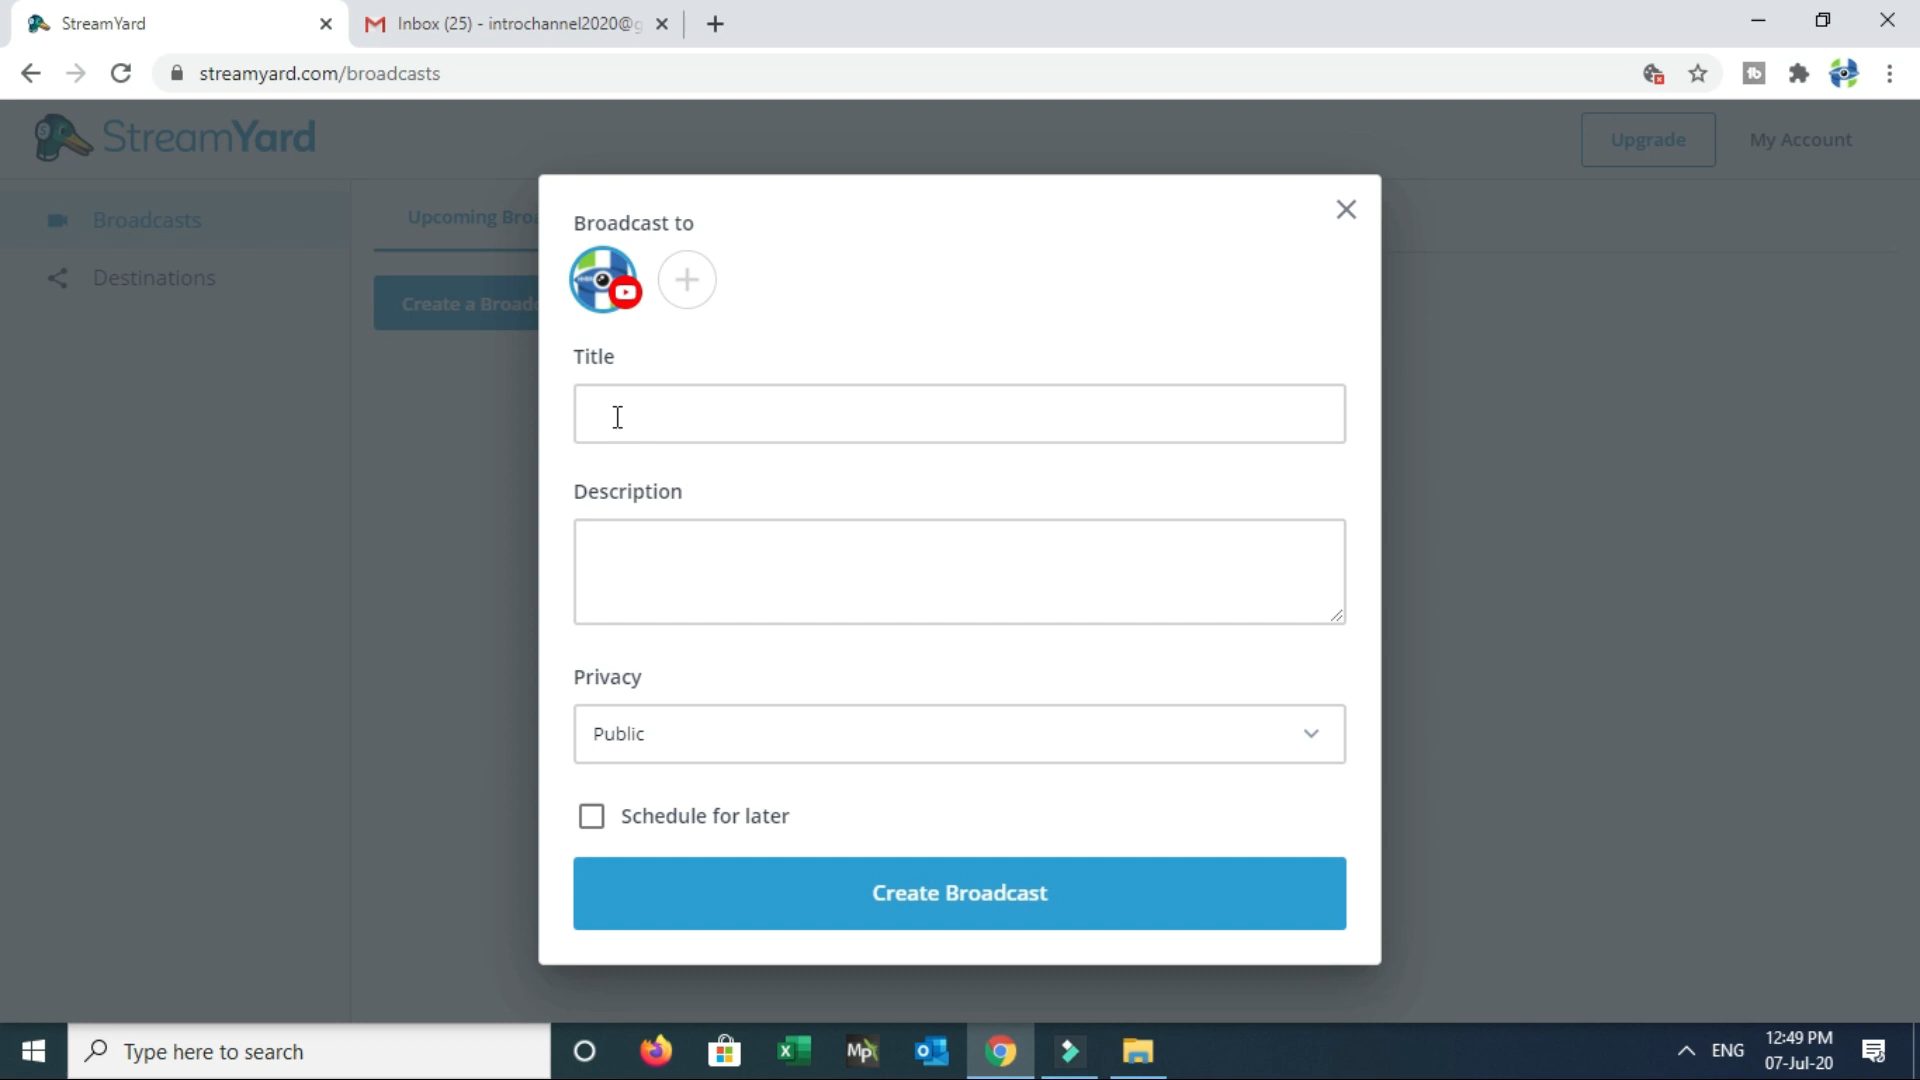 StreamYard
Inbox (25) - introchannel2020@g
streamyard.com/broadcasts
StreamYard
Upgrade
My Account
Broadcasts
Destinations
Upcoming Bro
Create a Broad
Broadcast to
Title
Description
Privacy
Public
Schedule for later
Create Broadcast
Type here to search
ENG
12:49 PM
07-Jul-20